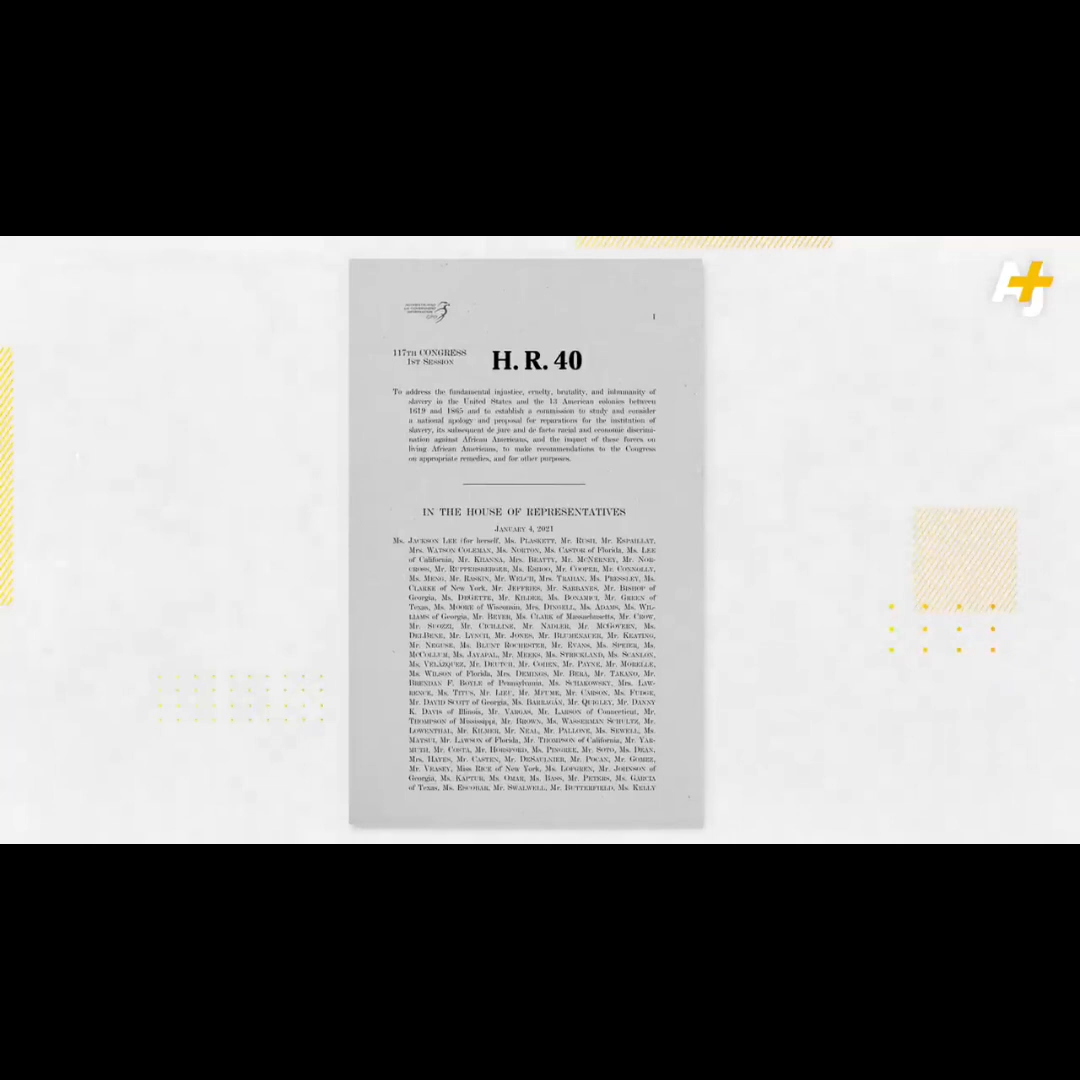 AJ+
I
117TH CONGRESS
1ST SESSION
H. R. 40
To address the fundamental injustice, cruelty, brutality, and inhumanity of
slavery in the United States and the 13 American colonies between
1619 and 1865 and to establish a commission to study and consider
a national apology and proposal for reparations for the institution of
slavery, its subsequent de jure and de facto racial and economic discrimi-
nation against African Americans, and the impact of these forces on
living African Americans, to make recommendations to the Congress
on appropriate remedies, and for other purposes.
IN THE HOUSE OF REPRESENTATIVES
JANUARY 4, 2021
Ms. JACKSON LEE (for herself, Ms. PLASKETT, Mr. RUSH, Mr. ESPAILLAT,
Mrs. WATSON COLEMAN, Ms. NORTON, Ms. CASTOR of Florida, Ms. LEE
of California, Mr. KHANNA, Mrs. BEATTY, Mr. MCNERNEY, Mr. NOR-
CROSS, Mr. RUPPERSBERGER, Ms. ESHOO, Mr. COOPER, Mr. CONNOLLY,
Ms. MENG, Mr. RASKIN, Mr. WELCH, Mrs. TRAHAN, Ms. PRESSLEY, Ms.
CLARKE of New York, Mr. JEFFRIES, Mr. SARBANES, Mr. BISHOP of
Georgia, Ms. DEGETTE, Mr. KILDEE, Ms. BONAMICI, Mr. GREEN of
Texas, Ms. MOORE of Wisconsin, Mrs. DINGELL, Ms. ADAMS, Ms. WIL-
LIAMS of Georgia, Mr. BEYER, Ms. CLARK of Massachusetts, Mr. CROW,
Mr. SUOZZI, Mr. CICILLINE, Mr. NADLER, Mr. MCGOVERN, Ms.
DELBENE, Mr. LYNCH, Mr. JONES, Mr. BLUMENAUER, Mr. KEATING,
Mr. NEGUSE, Ms. BLUNT ROCHESTER, Mr. EVANS, Ms. SPEIER, Ms.
MCCOLLUM, Ms. JAYAPAL, Mr. MEEKS, Ms. STRICKLAND, Ms. SCANLON,
Ms. VELÁZQUEZ, Mr. DEUTCH, Mr. COHEN, Mr. PAYNE, Mr. MORELLE,
Ms. WILSON of Florida, Mrs. DEMINGS, Mr. BERA, Mr. TAKANO, Mr.
BRENDAN F. BOYLE of Pennsylvania, Ms. SCHAKOWSKY, Mrs. LAW-
RENCE, Ms. TITUS, Mr. LIEU, Mr. MFUME, Mr. CARSON, Ms. FUDGE,
Mr. DAVID SCOTT of Georgia, Ms. BARRAGÁN, Mr. QUIGLEY, Mr. DANNY
K. DAVIS of Illinois, Mr. VARGAS, Mr. LARSON of Connecticut, Mr.
THOMPSON of Mississippi, Mr. BROWN, Ms. WASSERMAN SCHULTZ, Mr.
LOWENTHAL, Mr. KILMER, Mr. NEAL, Mr. PALLONE, Ms. SEWELL, Ms.
MATSUI, Mr. LAWSON of Florida, Mr. THOMPSON of California, Mr. YAR-
MUTH, Mr. COSTA, Mr. HORSFORD, Ms. PINGREE, Mr. SOTO, Ms. DEAN,
Mrs. HAYES, Mr. CASTEN, Mr. DESAULNIER, Mr. POCAN, Mr. GOMEZ,
Mr. VEASEY, Miss RICE of New York, Ms. LOFGREN, Mr. JOHNSON of
Georgia, Ms. KAPTUR, Ms. OMAR, Ms. BASS, Mr. PETERS, Ms. GARCIA
of Texas, Ms. ESCOBAR, Mr. SWALWELL, Mr. BUTTERFIELD, Ms. KELLY